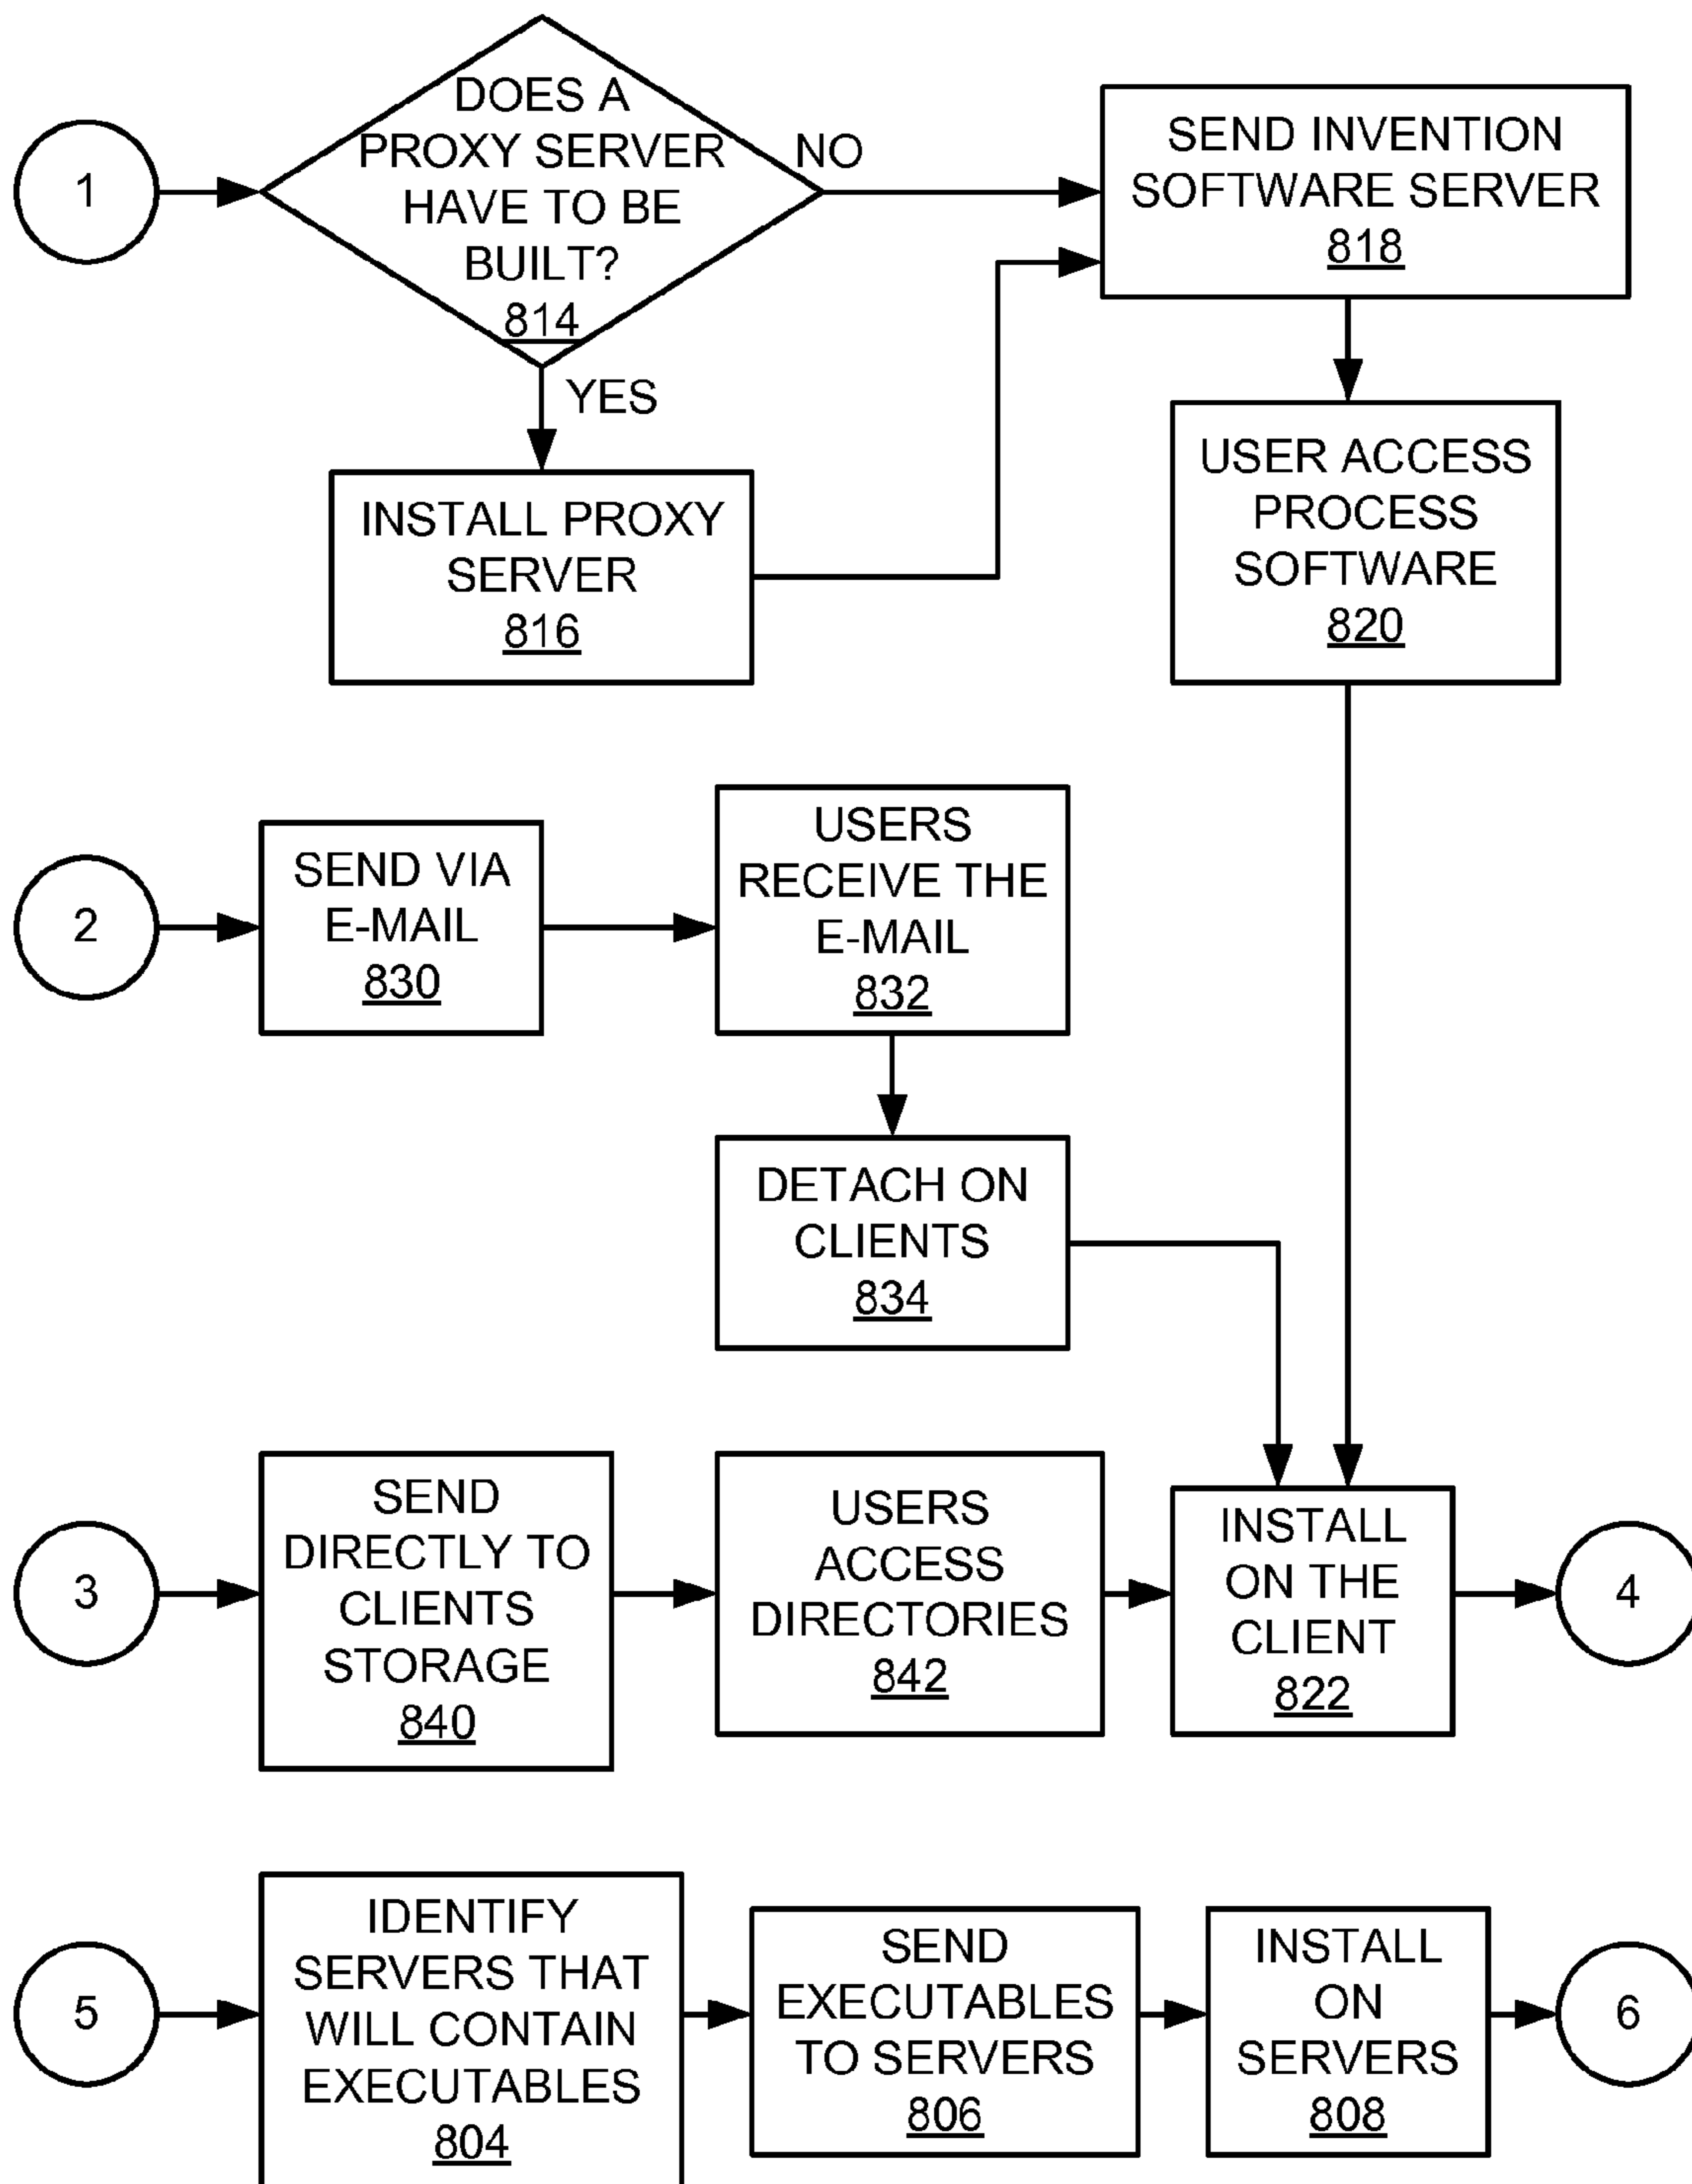 1
DOES A
PROXY SERVER
HAVE TO BE
BUILT?
814
NO
YES
SEND INVENTION
SOFTWARE SERVER
818
INSTALL PROXY
SERVER
816
USER ACCESS
PROCESS
SOFTWARE
820
2
SEND VIA
E-MAIL
830
USERS
RECEIVE THE
E-MAIL
832
DETACH ON
CLIENTS
834
3
SEND
DIRECTLY TO
CLIENTS
STORAGE
840
USERS
ACCESS
DIRECTORIES
842
INSTALL
ON THE
CLIENT
822
4
5
IDENTIFY
SERVERS THAT
WILL CONTAIN
EXECUTABLES
804
SEND
EXECUTABLES
TO SERVERS
806
INSTALL
ON
SERVERS
808
6